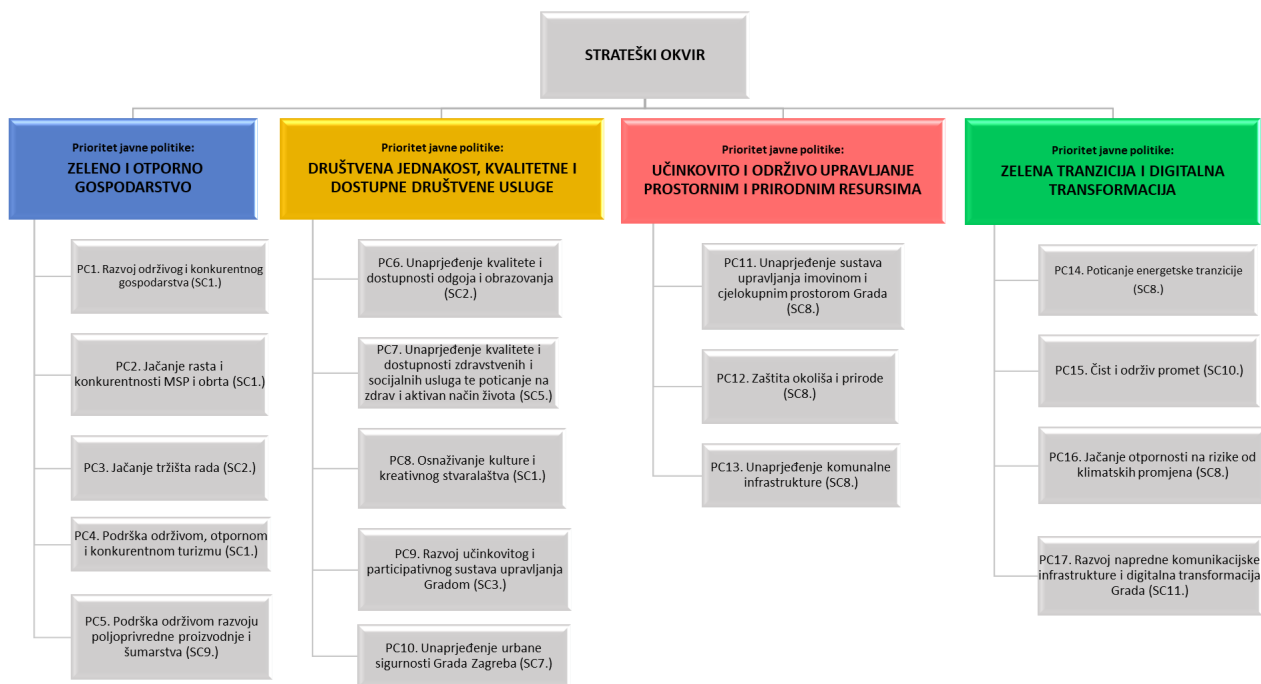 STRATEŠKI OKVIR
Prioritet javne politike:
ZELENO I OTPORNO
GOSPODARSTVO
PC1. Razvoj održivog i konkurentnog
gospodarstva (SC1.)
PC2. Jačanje rasta i
konkurentnosti MSP i obrta (SC1.)
PC3. Jačanje tržišta rada (SC2.)
PC4. Podrška održivom, otpornom
i konkurentnom turizmu (SC1.)
PC5. Podrška održivom razvoju
poljoprivredne proizvodnje i
šumarstva (SC9.)
Prioritet javne politike:
DRUŠTVENA JEDNAKOST, KVALITETNE I
DOSTUPNE DRUŠTVENE USLUGE
PC6. Unaprjeđenje kvalitete i
dostupnosti odgoja i obrazovanja
(SC2.)
PC7. Unaprjeđenje kvalitete i
dostupnosti zdravstvenih i
socijalnih usluga te poticanje na
zdrav i aktivan način života (SC5.)
PC8. Osnaživanje kulture i
kreativnog stvaralaštva (SC1.)
PC9. Razvoj učinkovitog i
participativnog sustava upravljanja
Gradom (SC3.)
PC10. Unaprjeđenje urbane
sigurnosti Grada Zagreba (SC7.)
Prioritet javne politike:
UČINKOVITO I ODRŽIVO UPRAVLJANJE
PROSTORNIM I PRIRODNIM RESURSIMA
PC11. Unaprjeđenje sustava
upravljanja imovinom i
cjelokupnim prostorom Grada
(SC8.)
PC12. Zaštita okoliša i prirode
(SC8.)
PC13. Unaprjeđenje komunalne
infrastrukture (SC8.)
Prioritet javne politike:
ZELENA TRANZICIJA I DIGITALNA
TRANSFORMACIJA
PC14. Poticanje energetske tranzicije
(SC8.)
PC15. Čist i održiv promet (SC10.)
PC16. Jačanje otpornosti na rizike od
klimatskih promjena (SC8.)
PC17. Razvoj napredne komunikacijske
infrastrukture i digitalna transformacija
Grada (SC11.)